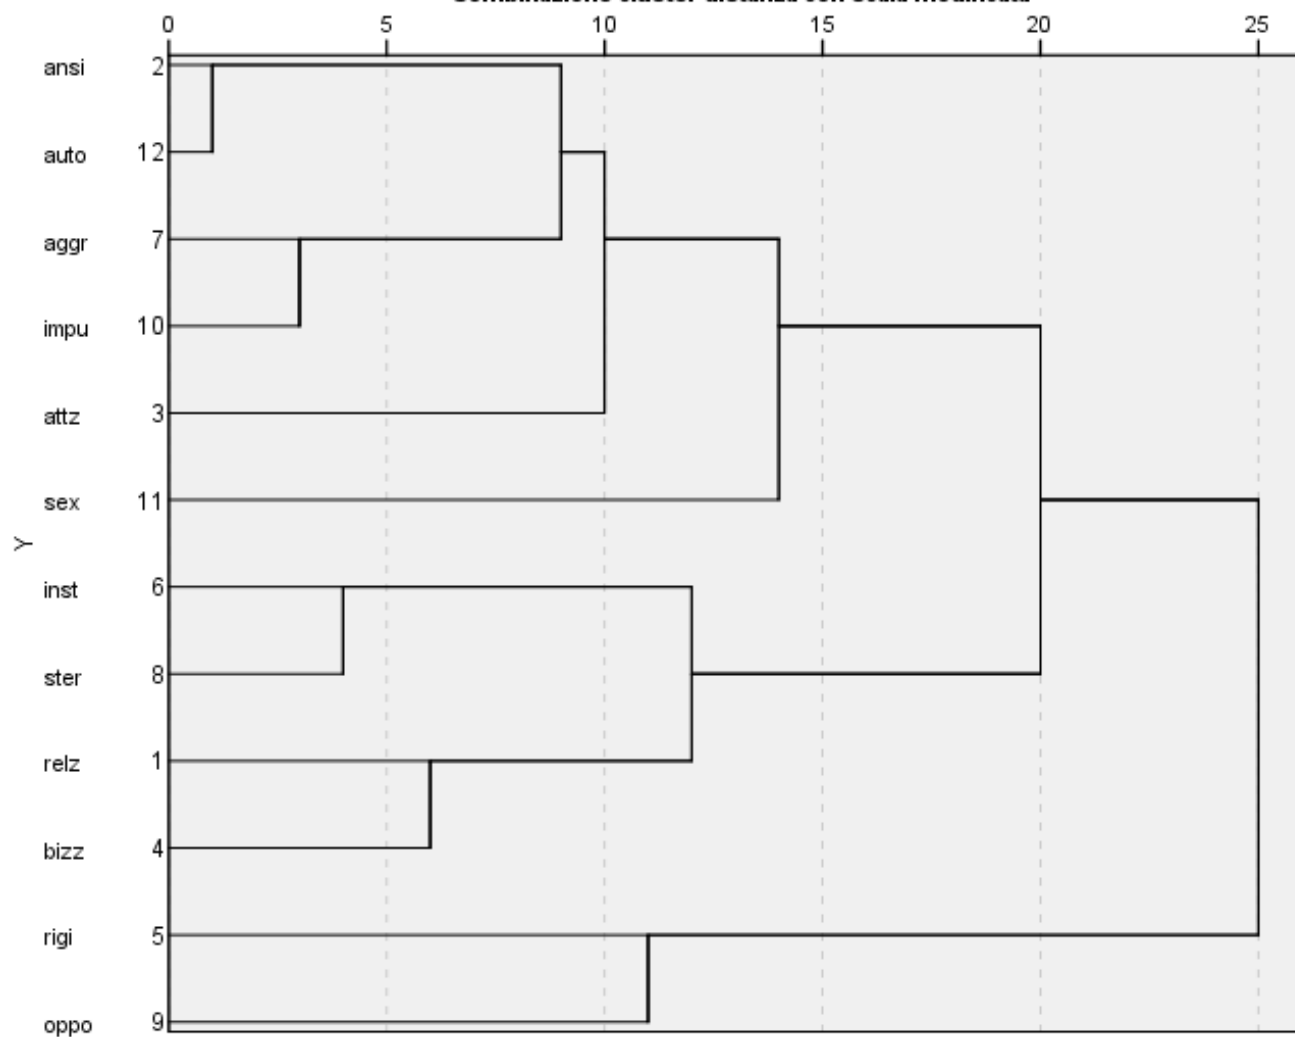 0 5 10 15 20 25
ansi 2
auto 12
aggr 7
impu 10
attz 3
sex 11
Y
inst 6
ster 8
relz 1
bizz 4
rigi 5
oppo 9